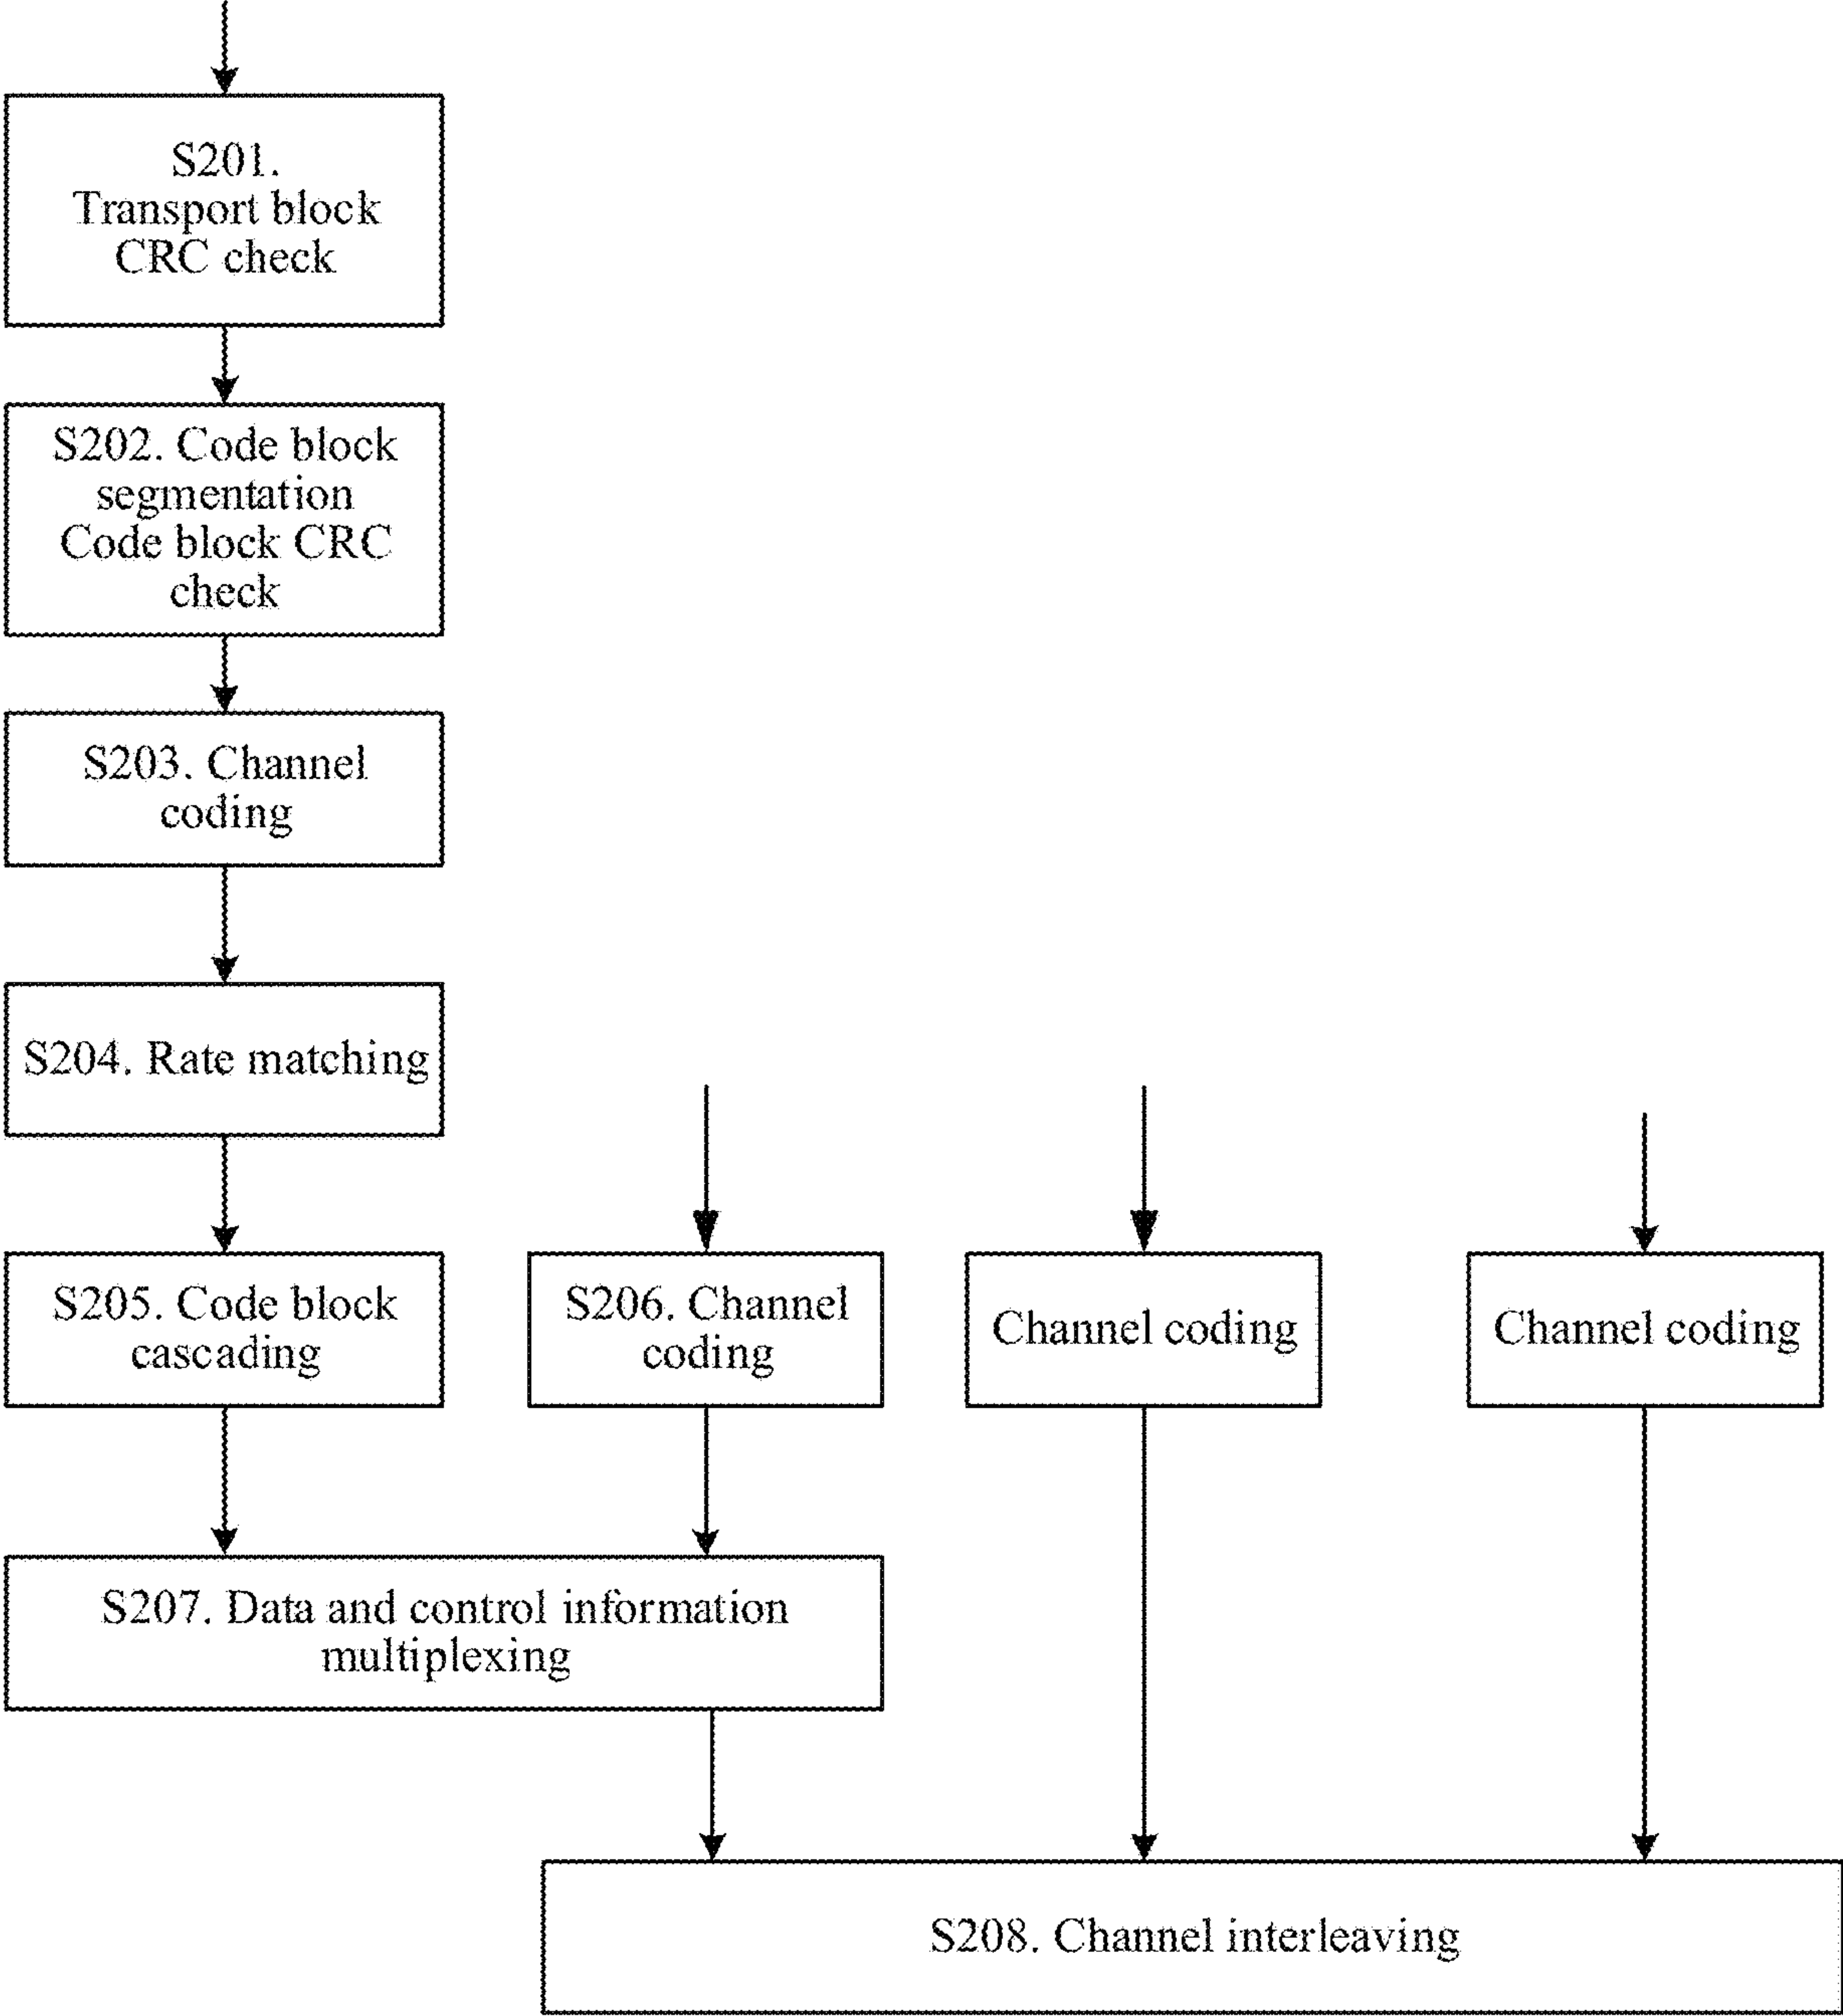 S201.
Transport block
CRC check
S202. Code block
segmentation
Code block CRC
check
S203. Channel
coding
S204. Rate matching
S205. Code block
cascading
S206. Channel
coding
Channel coding
Channel coding
S207. Data and control information
multiplexing
S208. Channel interleaving